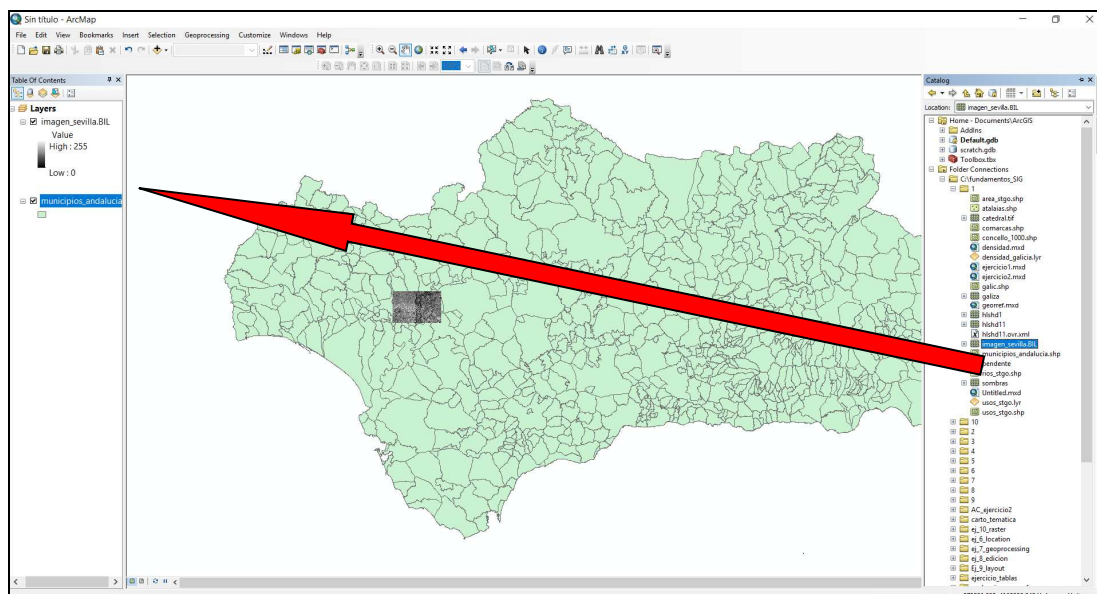 Sin título - ArcMap
File Edit View Bookmarks Insert Selection Geoprocessing Customize Windows Help
Table Of Contents
Layers
imagen_sevilla.BIL
Value
High : 255
Low : 0
municipios_andalucia
Catalog
Location: imagen_sevilla.BIL
Home - Documents\ArcGIS
AddIns
Default.gdb
scratch.gdb
Toolbox.tbx
Folder Connections
C:\fundamentos_SIG
1
area_stgo.shp
atalaias.shp
catedral.tif
comarcas.shp
concello_1000.shp
densidad.mxd
densidad_galicia.lyr
ejercicio1.mxd
ejercicio2.mxd
galic.shp
galiza
georref.mxd
hlshd1
hlshd11
hlshd11.ovr.xml
imagen_sevilla.BIL
municipios_andalucia.shp
pendente
rios_stgo.shp
sombras
Untitled.mxd
usos_stgo.lyr
usos_stgo.shp
10
2
3
4
5
6
7
8
9
AC_ejercicio2
carto_tematica
ej_10_raster
ej_6_location
ej_7_geoprocessing
ej_8_edicion
Ej_9_layout
ejercicio_tablas